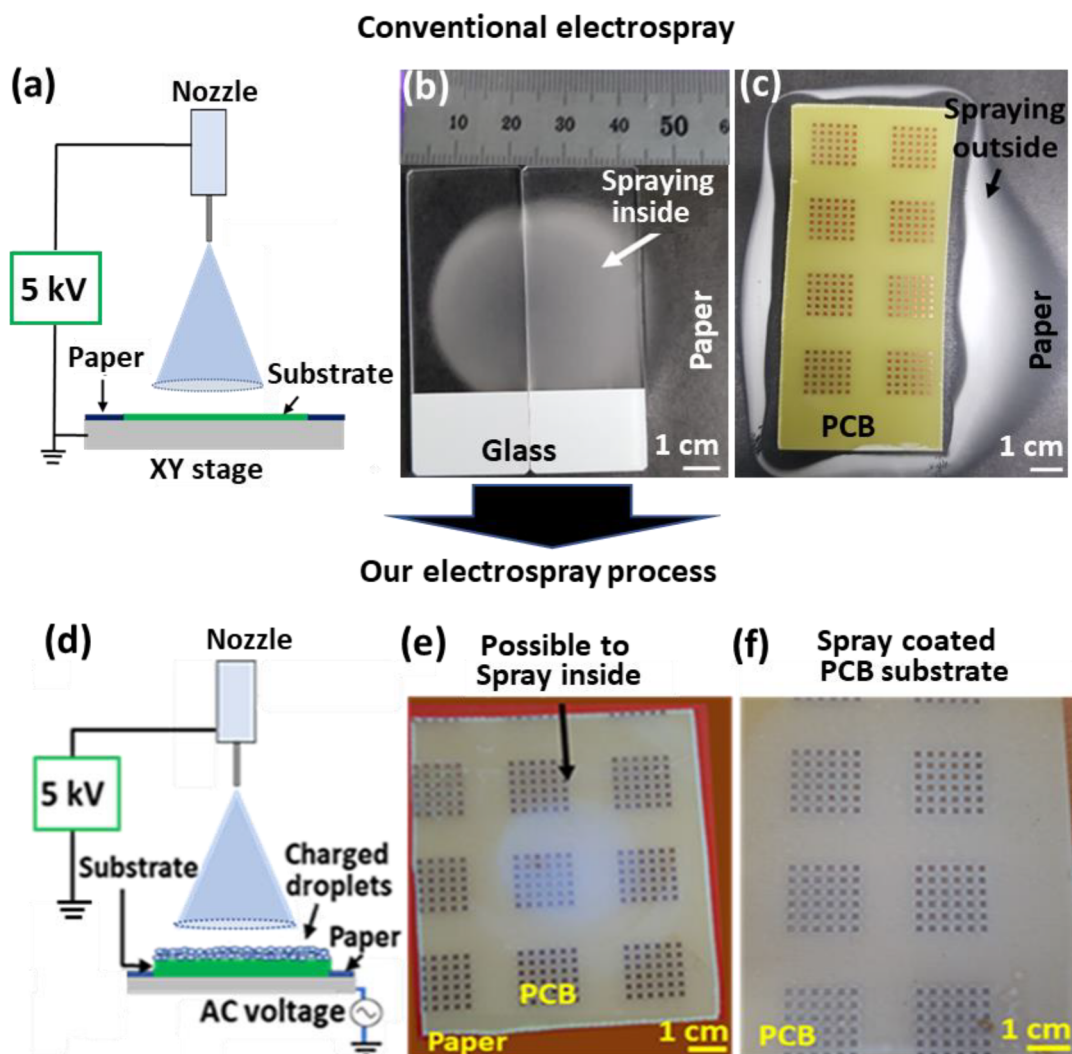 Conventional electrospray
(a)
Nozzle
5 kV
Paper
Substrate
XY stage
(b)
10 20 30 40 50 6
Spraying
inside
Paper
Glass
1 cm
(c)
Spraying
outside
Paper
PCB
1 cm
Our electrospray process
(d)
Nozzle
5 kV
Substrate
Charged
droplets
Paper
AC voltage
(e)
Possible to
Spray inside
PCB
Paper
1 cm
(f)
Spray coated
PCB substrate
PCB
1 cm